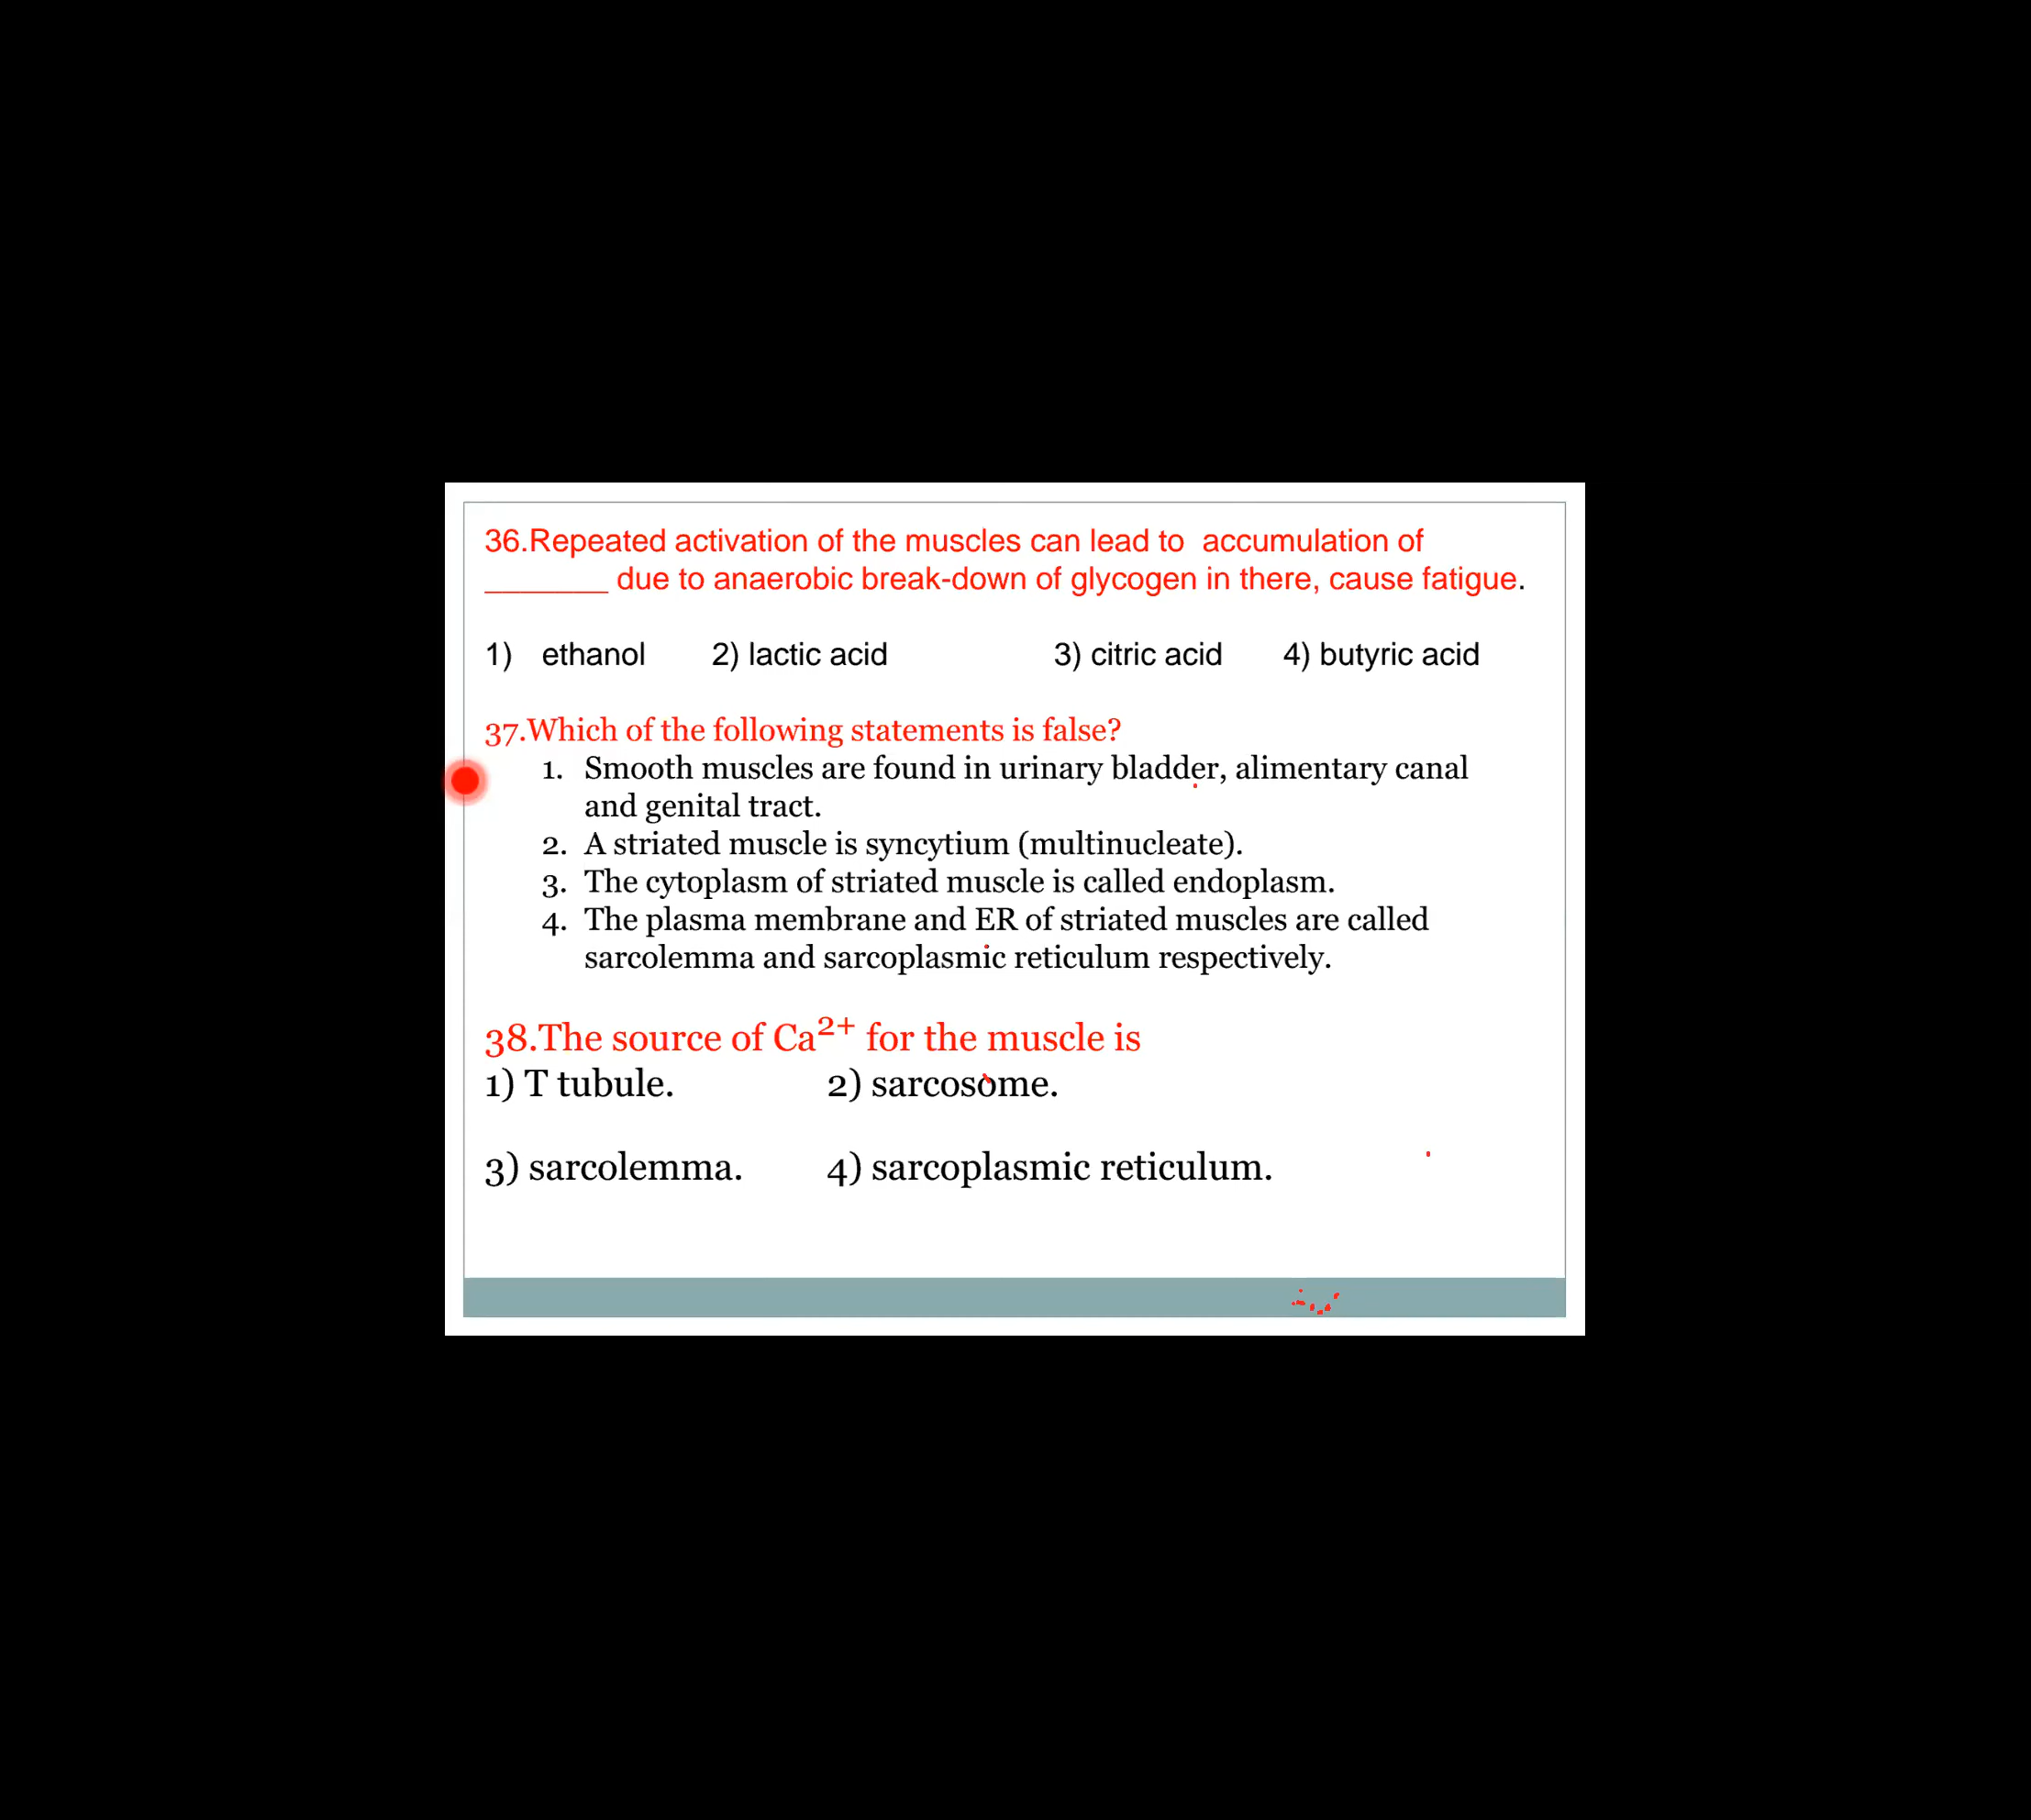 36.Repeated activation of the muscles can lead to  accumulation of
_______ due to anaerobic break-down of glycogen in there, cause fatigue.
1)   ethanol   2) lactic acid   3) citric acid   4) butyric acid
37.Which of the following statements is false?
1. Smooth muscles are found in urinary bladder, alimentary canal
and genital tract.
2. A striated muscle is syncytium (multinucleate).
3. The cytoplasm of striated muscle is called endoplasm.
4. The plasma membrane and ER of striated muscles are called
sarcolemma and sarcoplasmic reticulum respectively.
38.The source of Ca²⁺ for the muscle is
1) T tubule.   2) sarcosome.
3) sarcolemma.   4) sarcoplasmic reticulum.